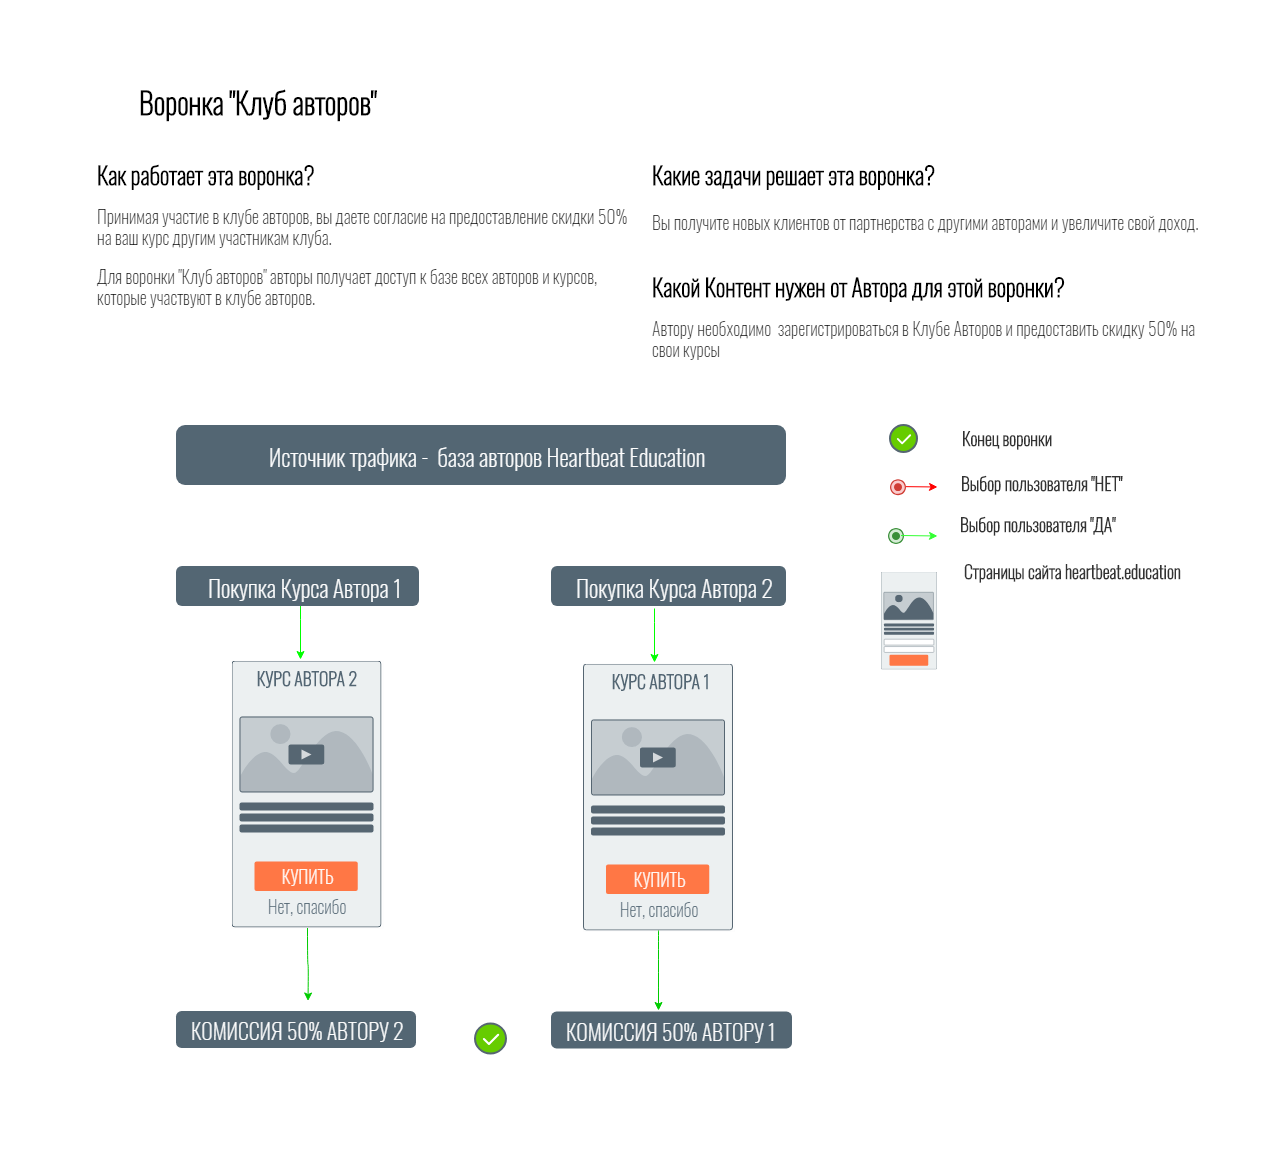 Воронка "Клуб авторов"
Как работает эта воронка?
Принимая участие в клубе авторов, вы даете согласие на предоставление скидки 50%
на ваш курс другим участникам клуба.
Для воронки "Клуб авторов" авторы получает доступ к базе всех авторов и курсов,
которые участвуют в клубе авторов.
Какие задачи решает эта воронка?
Вы получите новых клиентов от партнерства с другими авторами и увеличите свой доход.
Какой Контент нужен от Автора для этой воронки?
Автору необходимо  зарегистрироваться в Клубе Авторов и предоставить скидку 50% на
свои курсы
Источник трафика -  база авторов Heartbeat Education
Конец воронки
Выбор пользователя "НЕТ"
Выбор пользователя "ДА"
Страницы сайта heartbeat.education
Покупка Курса Автора 1
Покупка Курса Автора 2
КУРС АВТОРА 2
КУПИТЬ
Нет, спасибо
КУРС АВТОРА 1
КУПИТЬ
Нет, спасибо
КОМИССИЯ 50% АВТОРУ 2
КОМИССИЯ 50% АВТОРУ 1